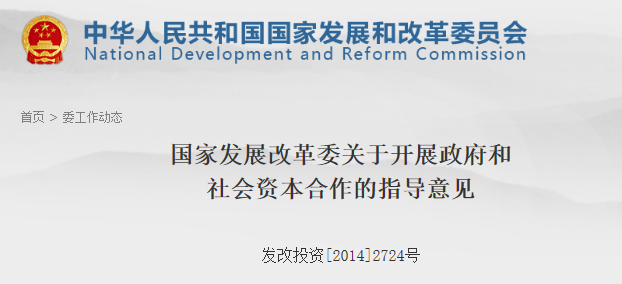 中华人民共和国国家发展和改革委员会
National Development and Reform Commission
首页 > 委工作动态
国家发展改革委关于开展政府和
社会资本合作的指导意见
发改投资[2014]2724号